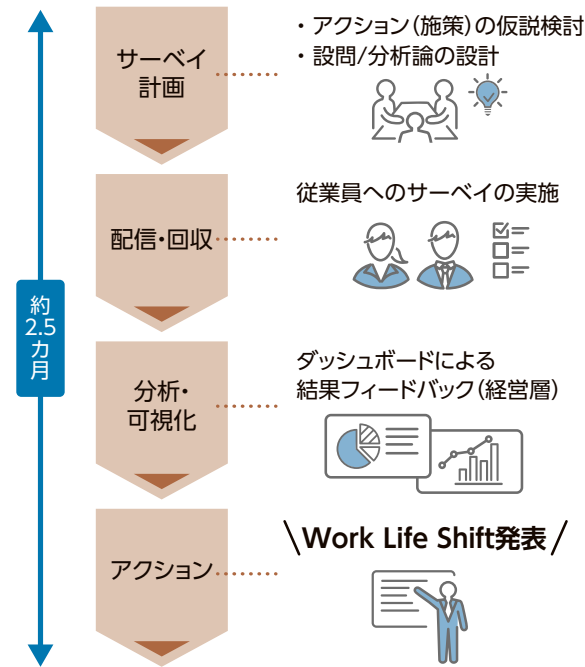 サーベイ
計画
・アクション（施策）の仮説検討
・設問/分析論の設計
配信・回収
従業員へのサーベイの実施
約
2.5
カ
月
分析・
可視化
ダッシュボードによる
結果フィードバック（経営層）
アクション
\Work Life Shift発表/